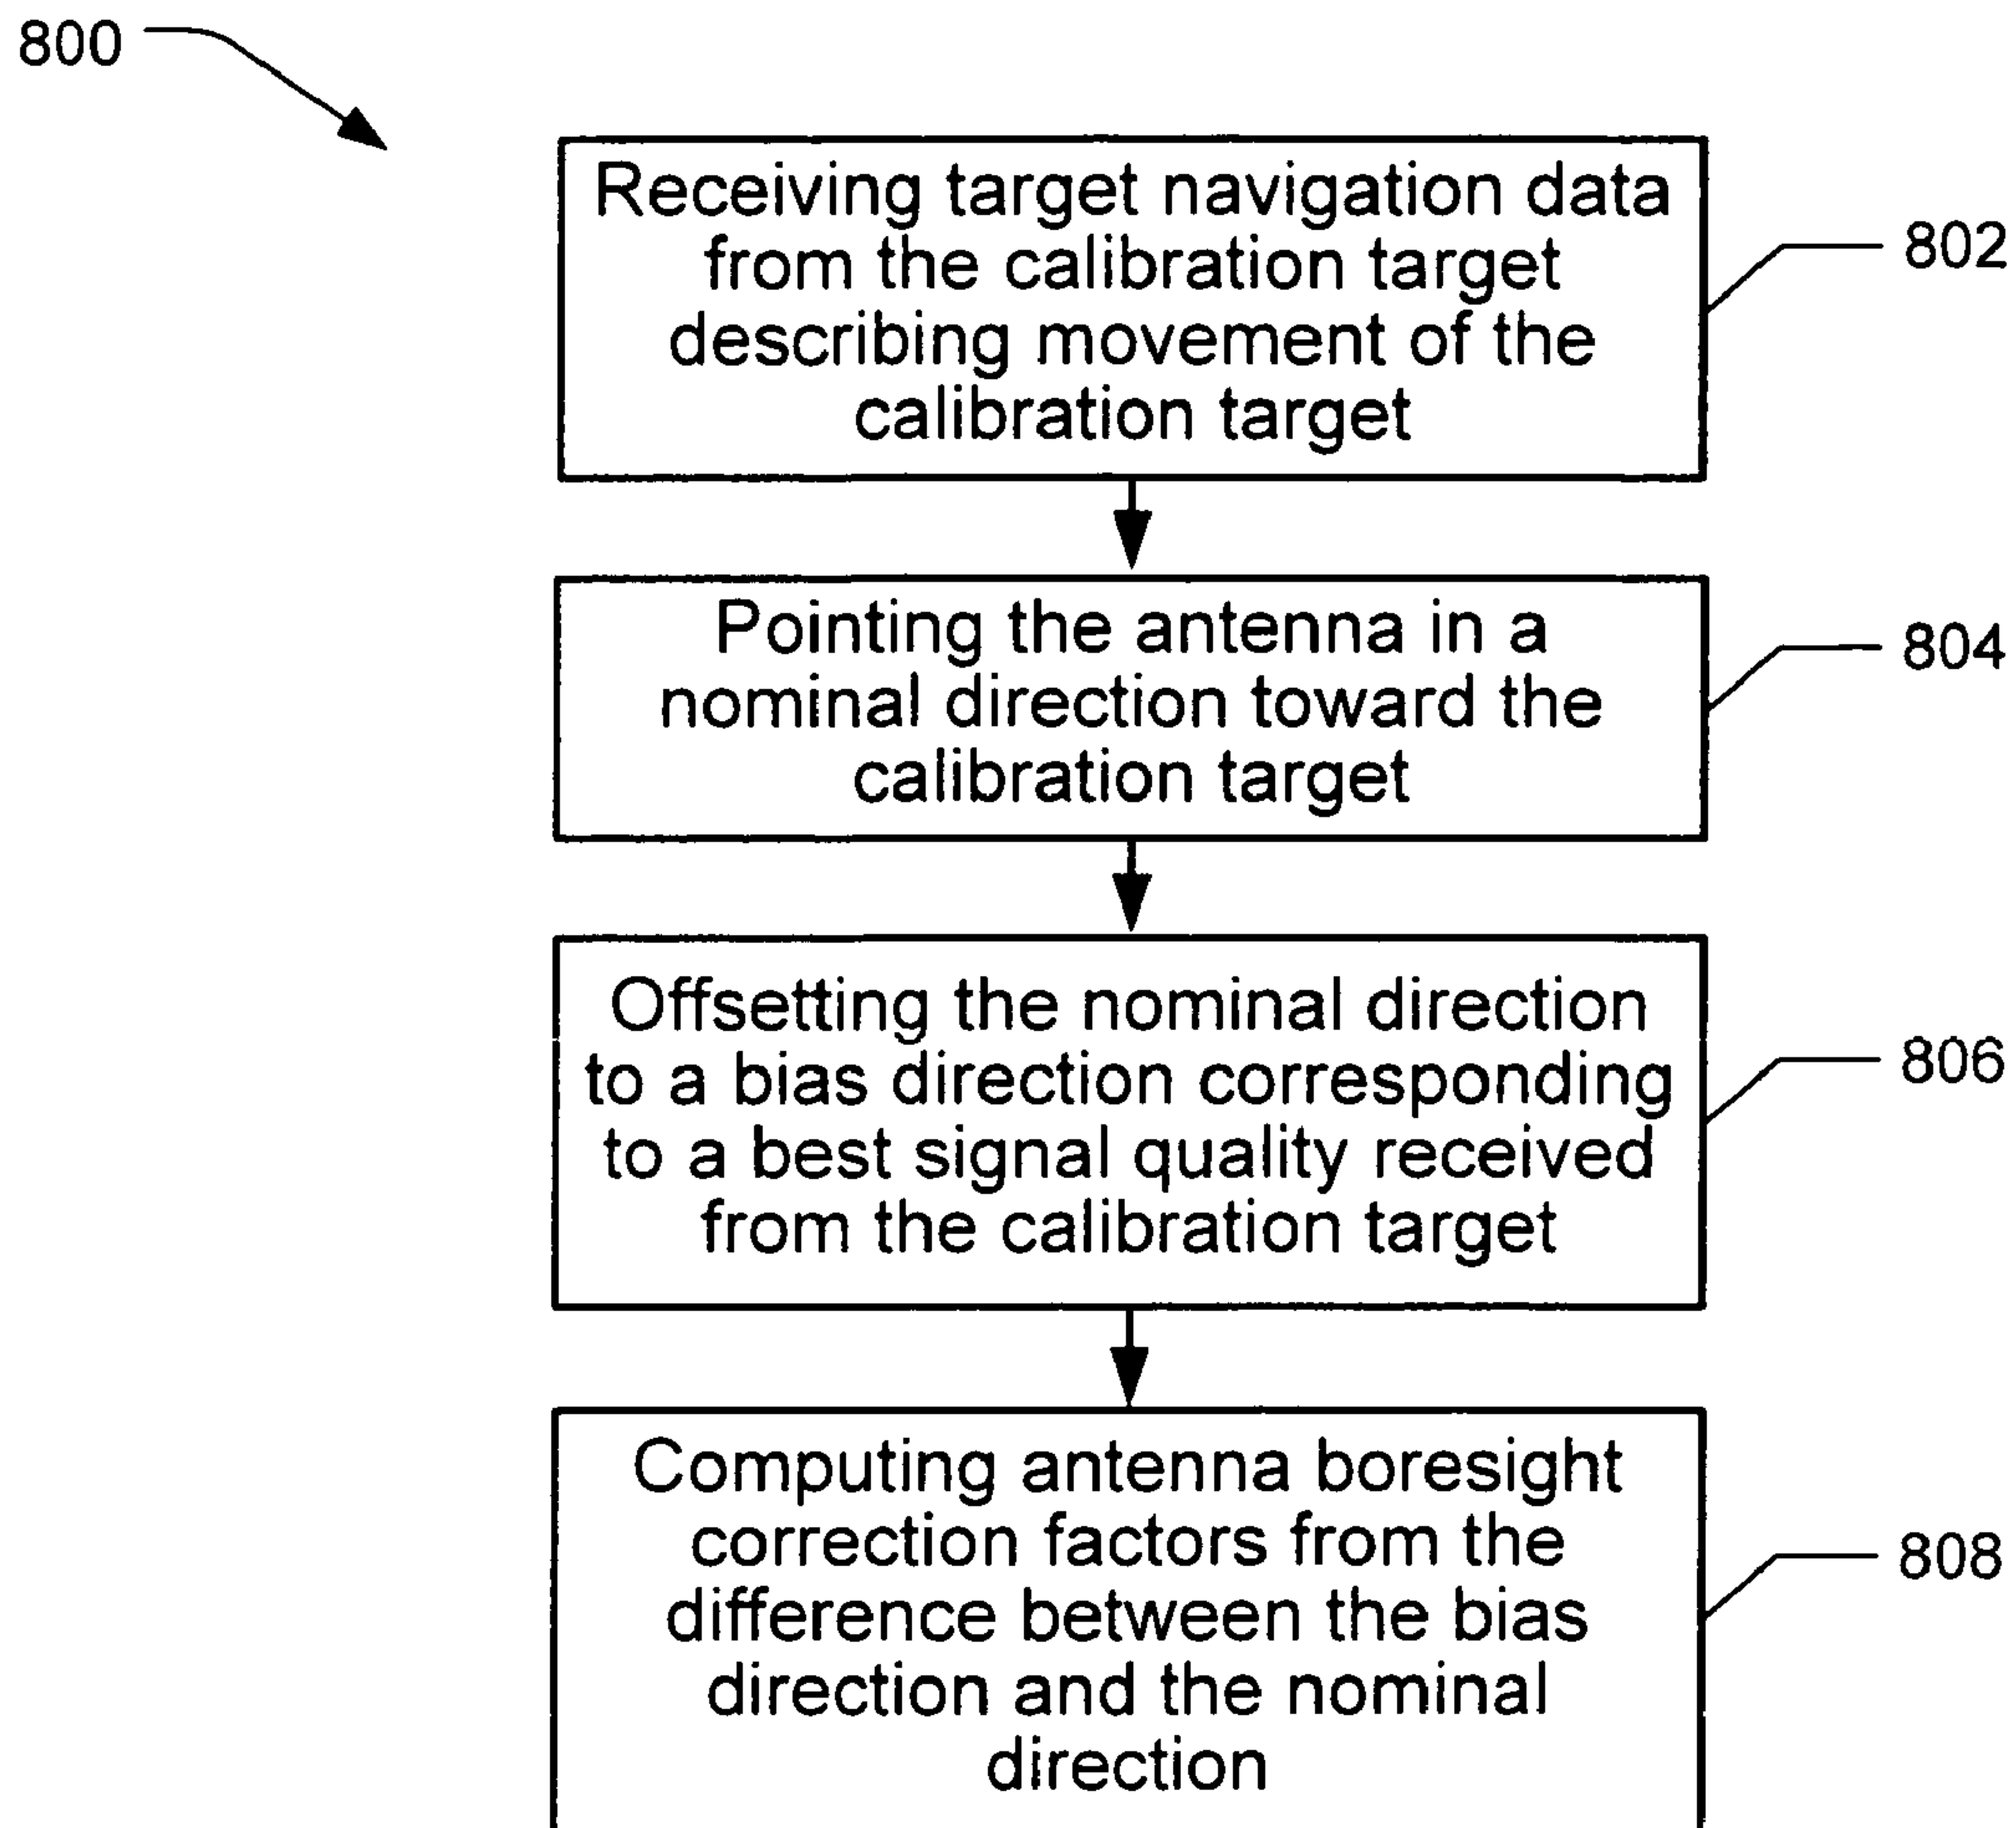 800
Receiving target navigation data
from the calibration target
describing movement of the
calibration target
802
Pointing the antenna in a
nominal direction toward the
calibration target
804
Offsetting the nominal direction
to a bias direction corresponding
to a best signal quality received
from the calibration target
806
Computing antenna boresight
correction factors from the
difference between the bias
direction and the nominal
direction
808